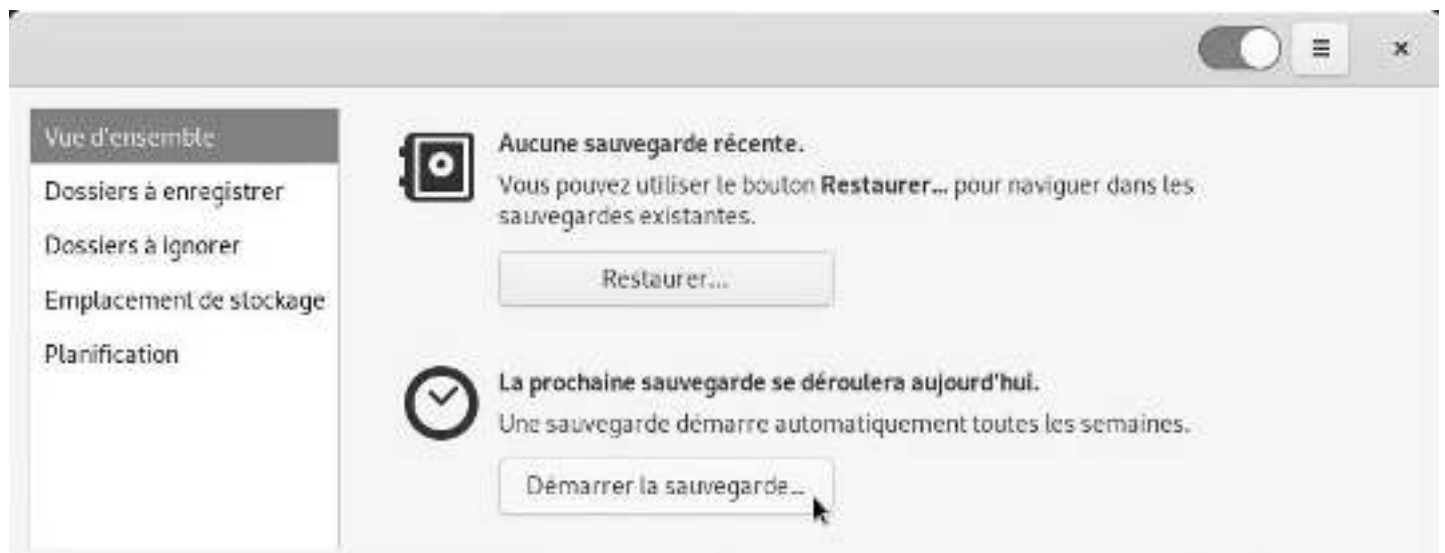 Vue d'ensemble
Dossiers à enregistrer
Dossiers à ignorer
Emplacement de stockage
Planification
Aucune sauvegarde récente.
Vous pouvez utiliser le bouton Restaurer... pour naviguer dans les
sauvegardes existantes.
Restaurer...
La prochaine sauvegarde se déroulera aujourd'hui.
Une sauvegarde démarre automatiquement toutes les semaines.
Démarrer la sauvegarde...